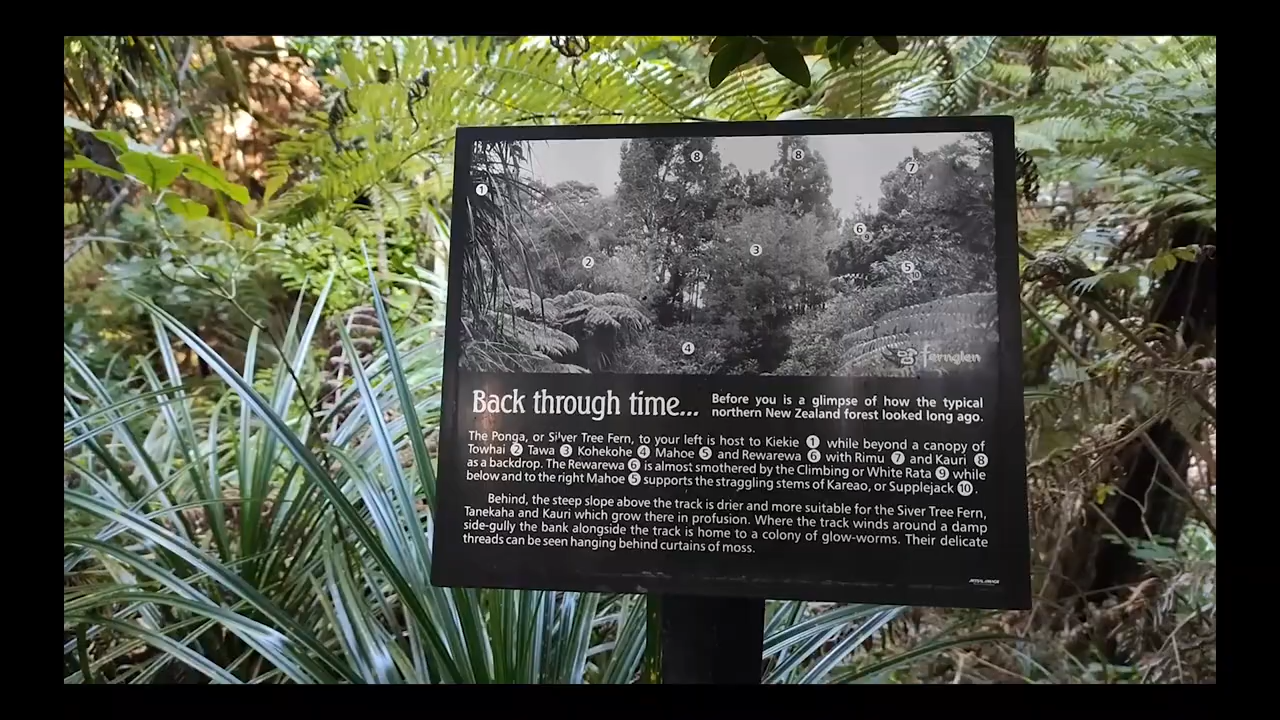 1
8
8
7
6
9
3
2
5
10
4
fernglen
Back through time...
Before you is a glimpse of how the typical
northern New Zealand forest looked long ago.
The Ponga, or Silver Tree Fern, to your left is host to Kiekie 1 while beyond a canopy of
Towhai 2 Tawa 3 Kohekohe 4 Mahoe 5 and Rewarewa 6 with Rimu 7 and Kauri 8
as a backdrop. The Rewarewa 6 is almost smothered by the Climbing or White Rata 9 while
below and to the right Mahoe 5 supports the straggling stems of Kareao, or Supplejack 10.
Behind, the steep slope above the track is drier and more suitable for the Siver Tree Fern,
Tanekaha and Kauri which grow there in profusion. Where the track winds around a damp
side-gully the bank alongside the track is home to a colony of glow-worms. Their delicate
threads can be seen hanging behind curtains of moss.